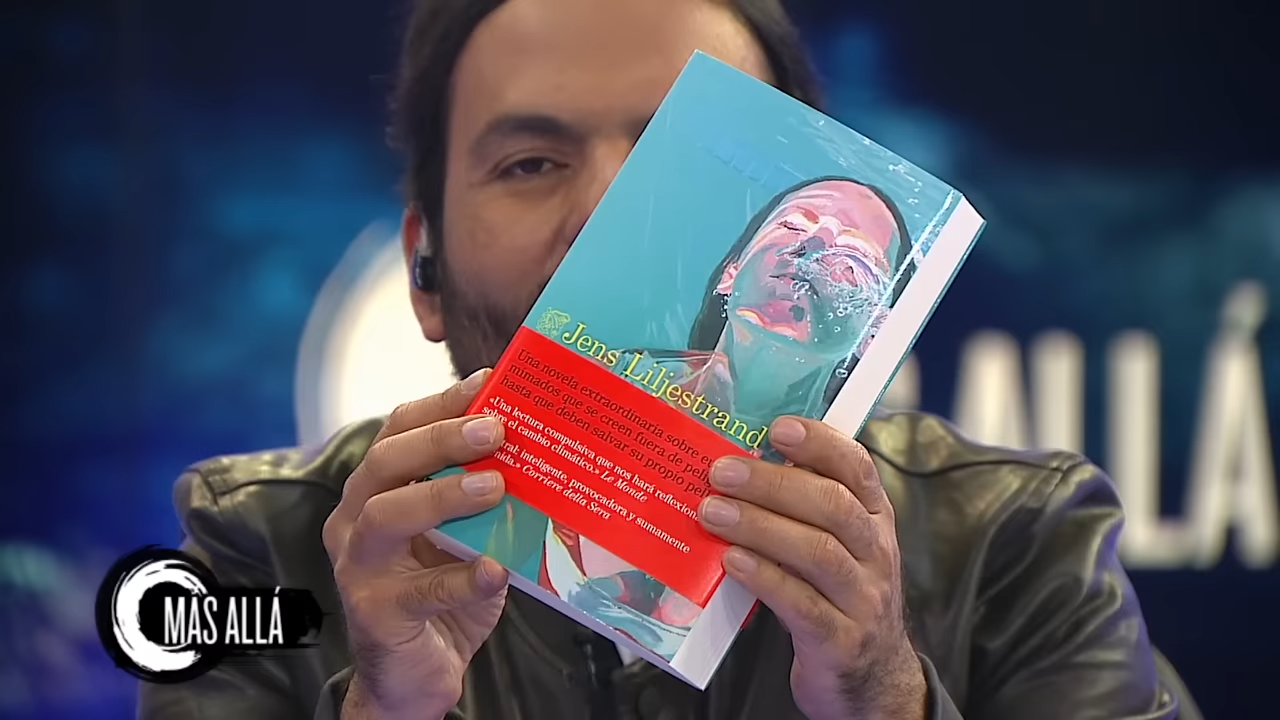 Jens Liljestrand
Una novela extraordinaria sobre
mimados que se creen fuera de
hasta que deben salvar su propio
«Una lectura compulsiva que nos hará
sobre el cambio climático.» Le Monde
inteligente, provocadora y sumamente
Corriere della Sera
ALLÁ
MÁS ALLÁ